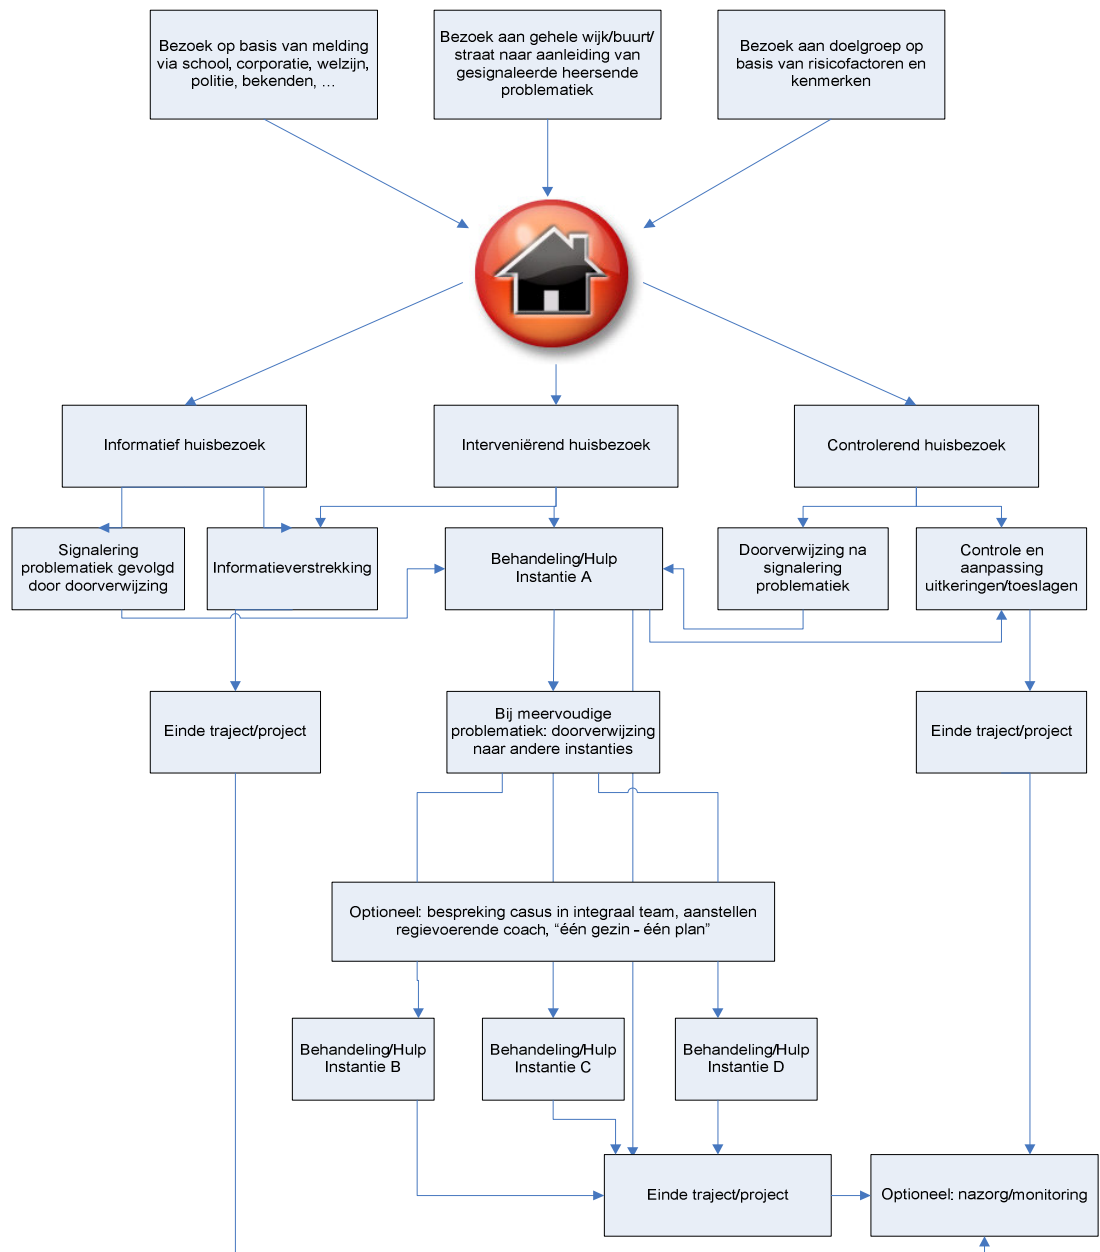 Bezoek op basis van melding
via school, corporatie, welzijn,
politie, bekenden, ...
Bezoek aan gehele wijk/buurt/
straat naar aanleiding van
gesignaleerde heersende
problematiek
Bezoek aan doelgroep op
basis van risicofactoren en
kenmerken
Informatief huisbezoek
Interveniërend huisbezoek
Controlerend huisbezoek
Signalering
problematiek gevolgd
door doorverwijzing
Informatieverstrekking
Behandeling/Hulp
Instantie A
Doorverwijzing na
signalering
problematiek
Controle en
aanpassing
uitkeringen/toeslagen
Einde traject/project
Bij meervoudige
problematiek: doorverwijzing
naar andere instanties
Einde traject/project
Optioneel: bespreking casus in integraal team, aanstellen
regievoerende coach, “één gezin - één plan”
Behandeling/Hulp
Instantie B
Behandeling/Hulp
Instantie C
Behandeling/Hulp
Instantie D
Einde traject/project
Optioneel: nazorg/monitoring